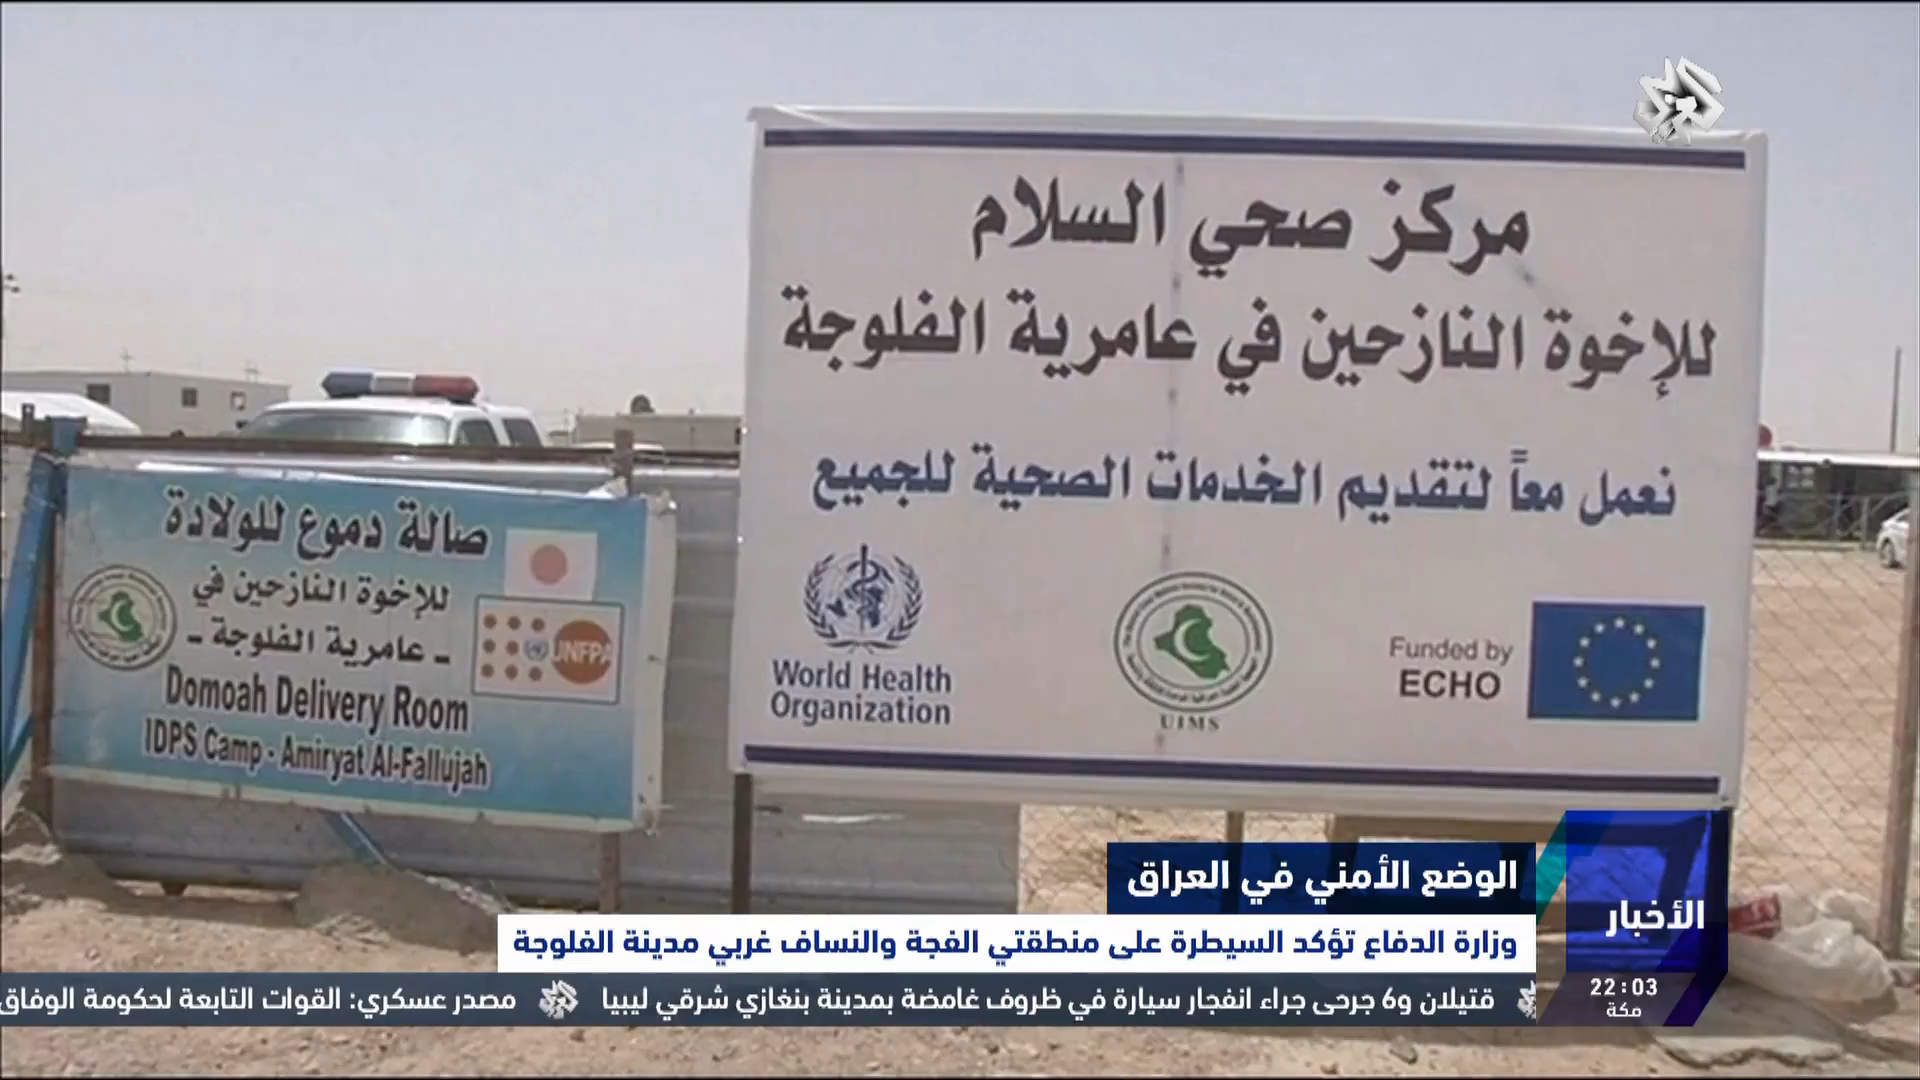 مركز صحي السلام
للإخوة النازحين في عامرية الفلوجة
نعمل معاً لتقديم الخدمات الصحية للجميع
World Health
Organization
UIMS
Funded by
ECHO
صالة دموع للولادة
للإخوة النازحين في
- عامرية الفلوجة -
UNFPA
Domoah Delivery Room
IDPS Camp - Amiryat Al-Fallujah
الوضع الأمني في العراق
وزارة الدفاع تؤكد السيطرة على منطقتي الفجة والنساف غربي مدينة الفلوجة
قتيلان و6 جرحى جراء انفجار سيارة في ظروف غامضة بمدينة بنغازي شرقي ليبيا
مصدر عسكري: القوات التابعة لحكومة الوفاق
الأخبار
22:03
مكة